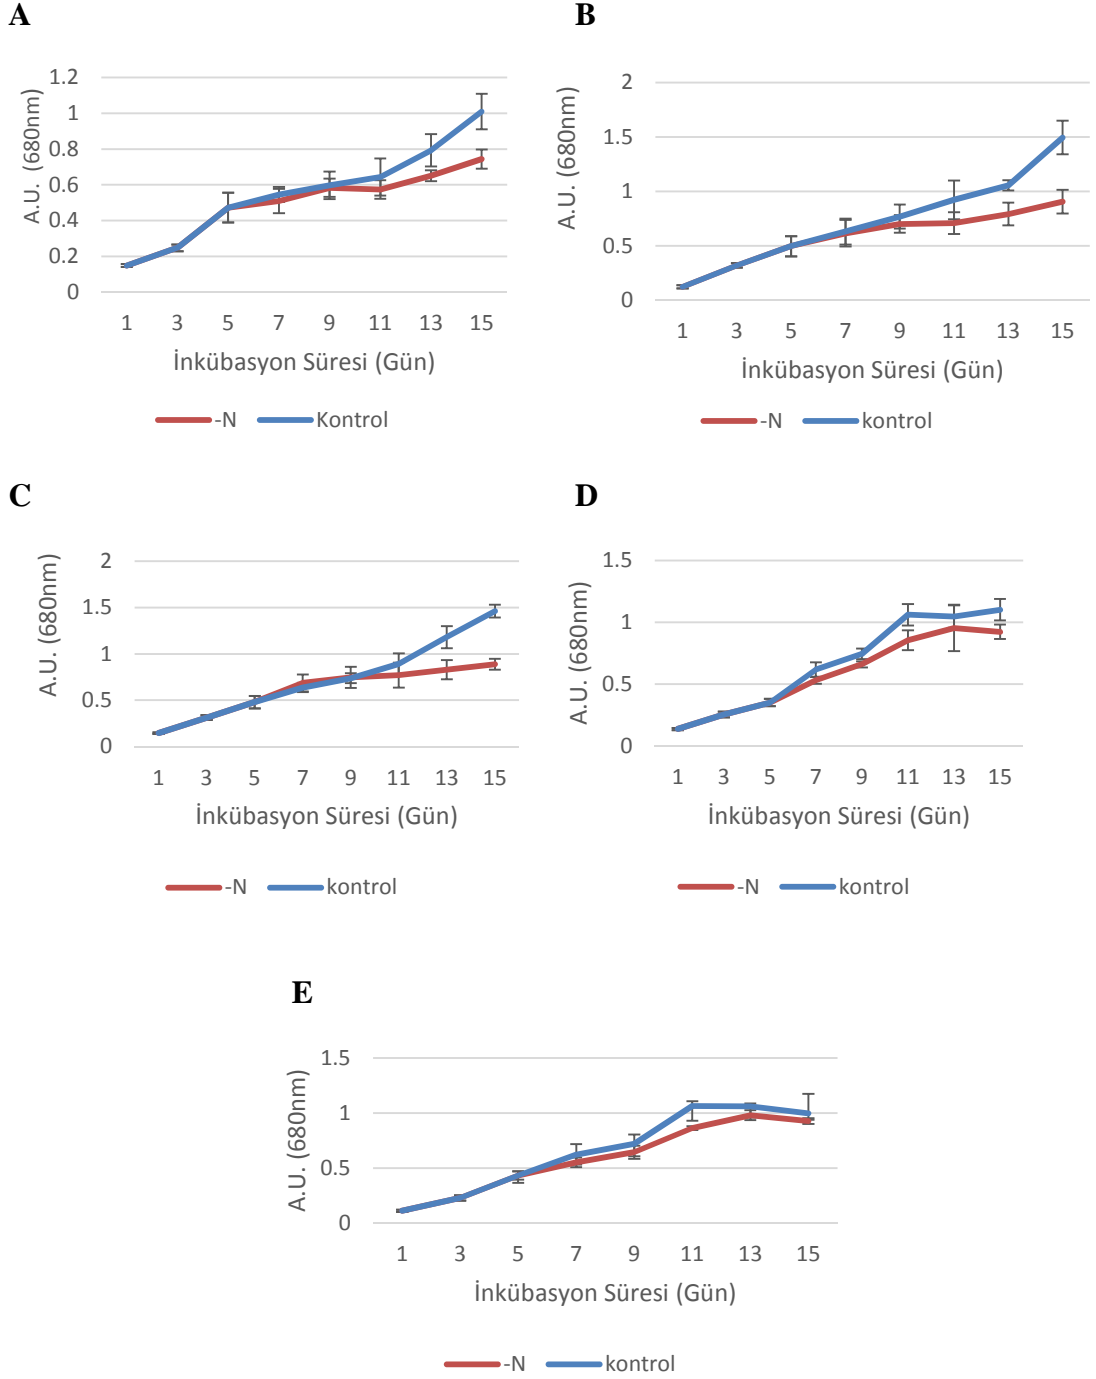 A
A.U. (680nm)
1.2
1
0.8
0.6
0.4
0.2
0
1 3 5 7 9 11 13 15
İnkübasyon Süresi (Gün)
-N Kontrol
B
A.U. (680nm)
2
1.5
1
0.5
0
1 3 5 7 9 11 13 15
İnkübasyon Süresi (Gün)
-N kontrol
C
A.U. (680nm)
2
1.5
1
0.5
0
1 3 5 7 9 11 13 15
İnkübasyon Süresi (Gün)
-N kontrol
D
A.U. (680nm)
1.5
1
0.5
0
1 3 5 7 9 11 13 15
İnkübasyon Süresi (Gün)
-N kontrol
E
A.U. (680nm)
1.5
1
0.5
0
1 3 5 7 9 11 13 15
İnkübasyon Süresi (Gün)
-N kontrol